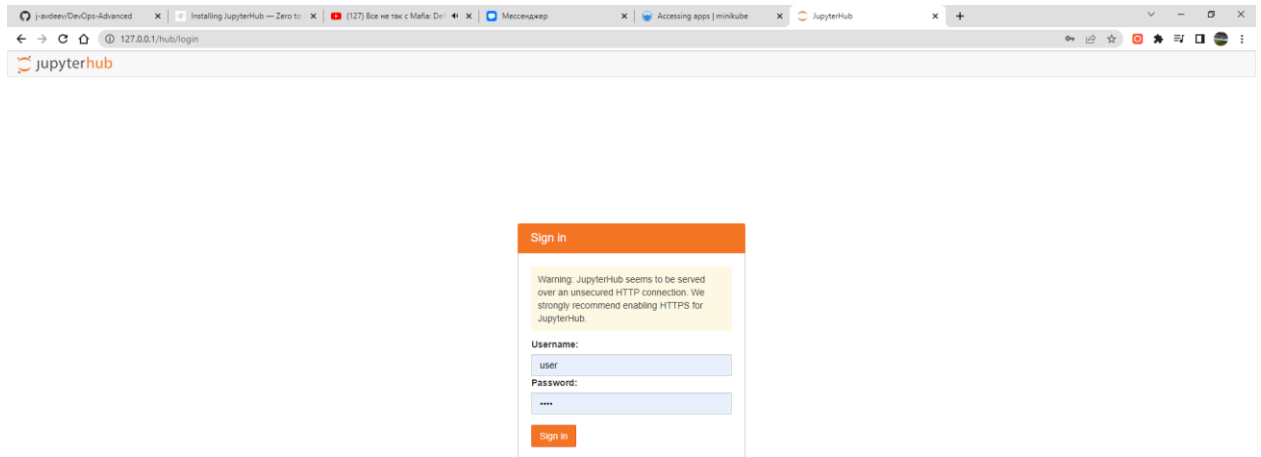 j-avdeev/DevOps-Advanced
Installing JupyterHub — Zero to
(127) Все не так с Mafia: Def
Мессенджер
Accessing apps | minikube
JupyterHub
127.0.0.1/hub/login
jupyterhub
Sign in
Warning: JupyterHub seems to be served
over an unsecured HTTP connection. We
strongly recommend enabling HTTPS for
JupyterHub.
Username:
user
Password:
••••
Sign in